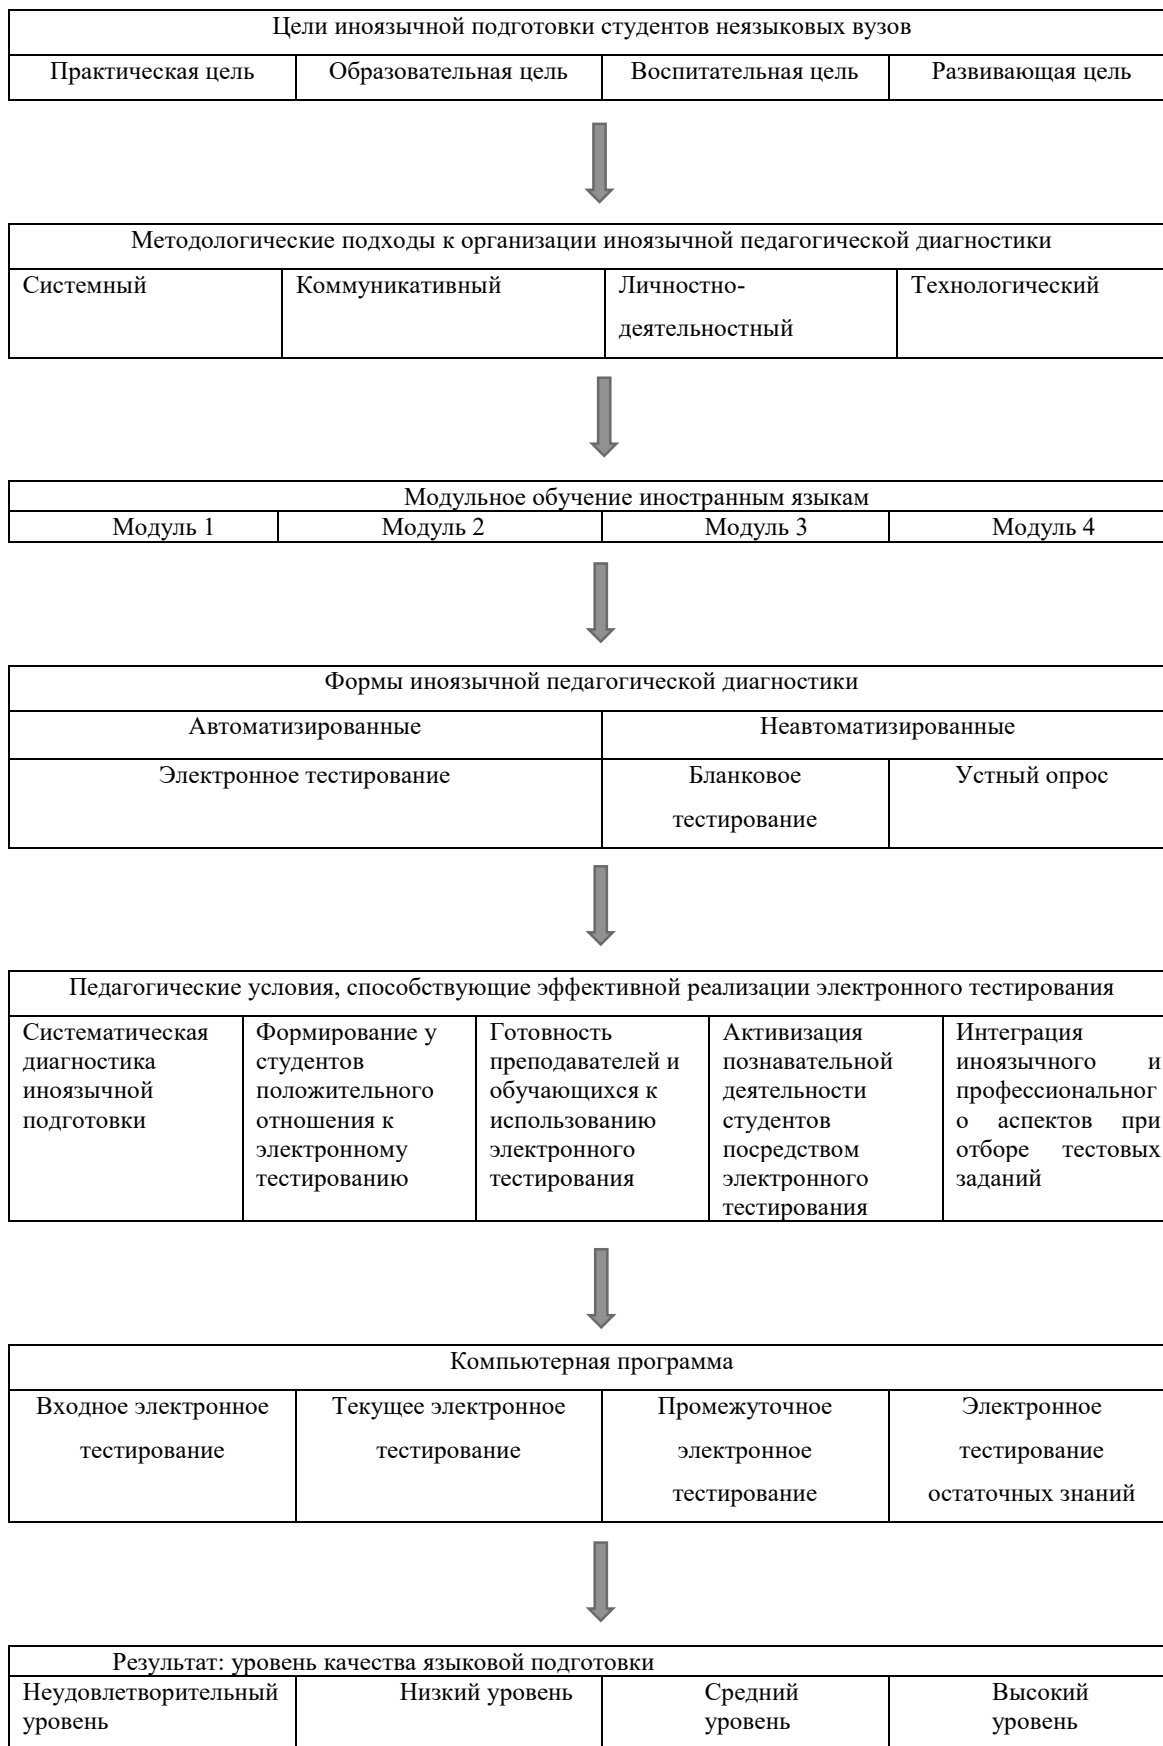 Цели иноязычной подготовки студентов неязыковых вузов
Практическая цель
Образовательная цель
Воспитательная цель
Развивающая цель
Методологические подходы к организации иноязычной педагогической диагностики
Системный
Коммуникативный
Личностно-
деятельностный
Технологический
Модульное обучение иностранным языкам
Модуль 1
Модуль 2
Модуль 3
Модуль 4
Формы иноязычной педагогической диагностики
Автоматизированные
Неавтоматизированные
Электронное тестирование
Бланковое
тестирование
Устный опрос
Педагогические условия, способствующие эффективной реализации электронного тестирования
Систематическая
диагностика
иноязычной
подготовки
Формирование у
студентов
положительного
отношения к
электронному
тестированию
Готовность
преподавателей и
обучающихся к
использованию
электронного
тестирования
Активизация
познавательной
деятельности
студентов
посредством
электронного
тестирования
Интеграция
иноязычного и
профессиональног
о аспектов при
отборе тестовых
заданий
Компьютерная программа
Входное электронное
тестирование
Текущее электронное
тестирование
Промежуточное
электронное
тестирование
Электронное
тестирование
остаточных знаний
Результат: уровень качества языковой подготовки
Неудовлетворительный
уровень
Низкий уровень
Средний
уровень
Высокий
уровень